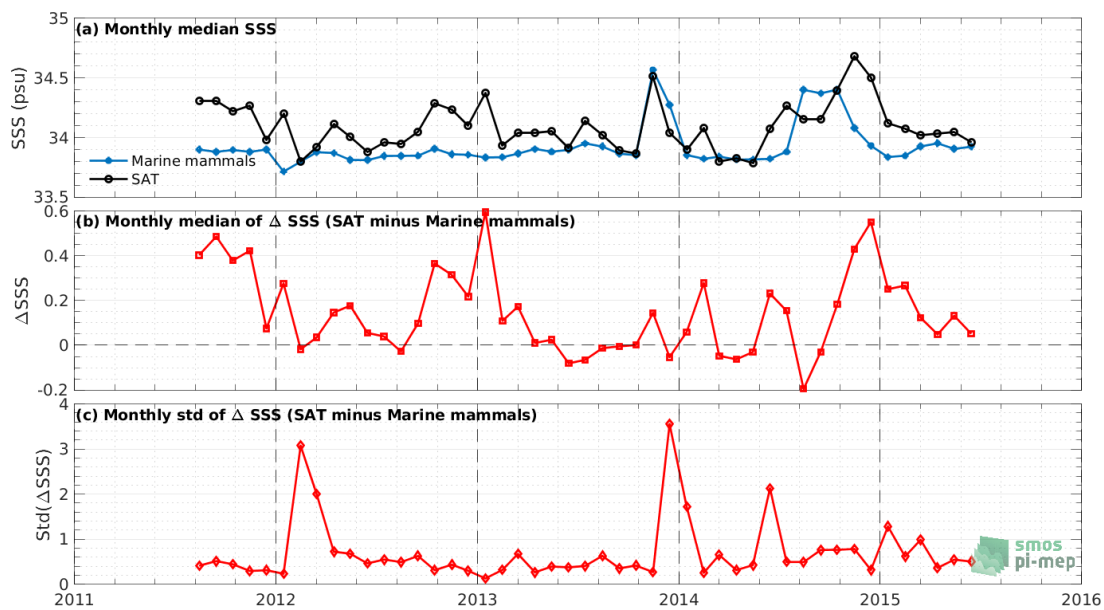 (a) Monthly median SSS
35
34.5
34
33.5
SSS (psu)
Marine mammals
SAT
(b) Monthly median of Δ SSS (SAT minus Marine mammals)
0.6
0.4
0.2
0
-0.2
Δ SSS
(c) Monthly std of Δ SSS (SAT minus Marine mammals)
4
3
2
1
0
Std( ΔSSS)
smos
pi-mep
2011 2012 2013 2014 2015 2016